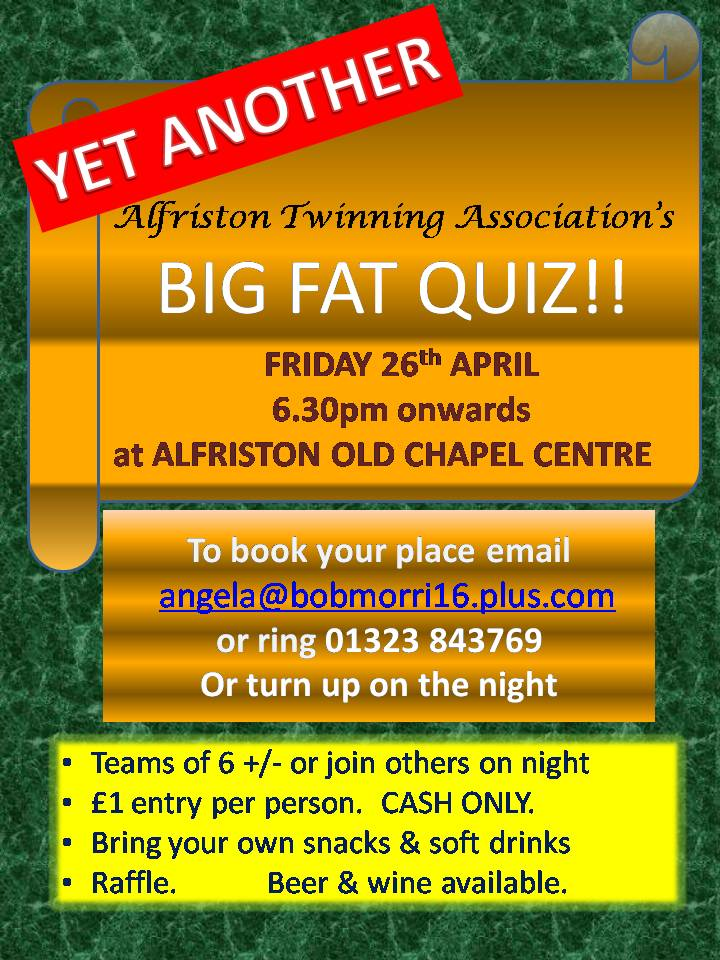 YET ANOTHER
Alfriston Twinning Association's
BIG FAT QUIZ!!
FRIDAY 26th APRIL
6.30pm onwards
at ALFRISTON OLD CHAPEL CENTRE
To book your place email
angela@bobmorri16.plus.com
or ring 01323 843769
Or turn up on the night
• Teams of 6 +/- or join others on night
• £1 entry per person. CASH ONLY.
• Bring your own snacks & soft drinks
• Raffle. Beer & wine available.